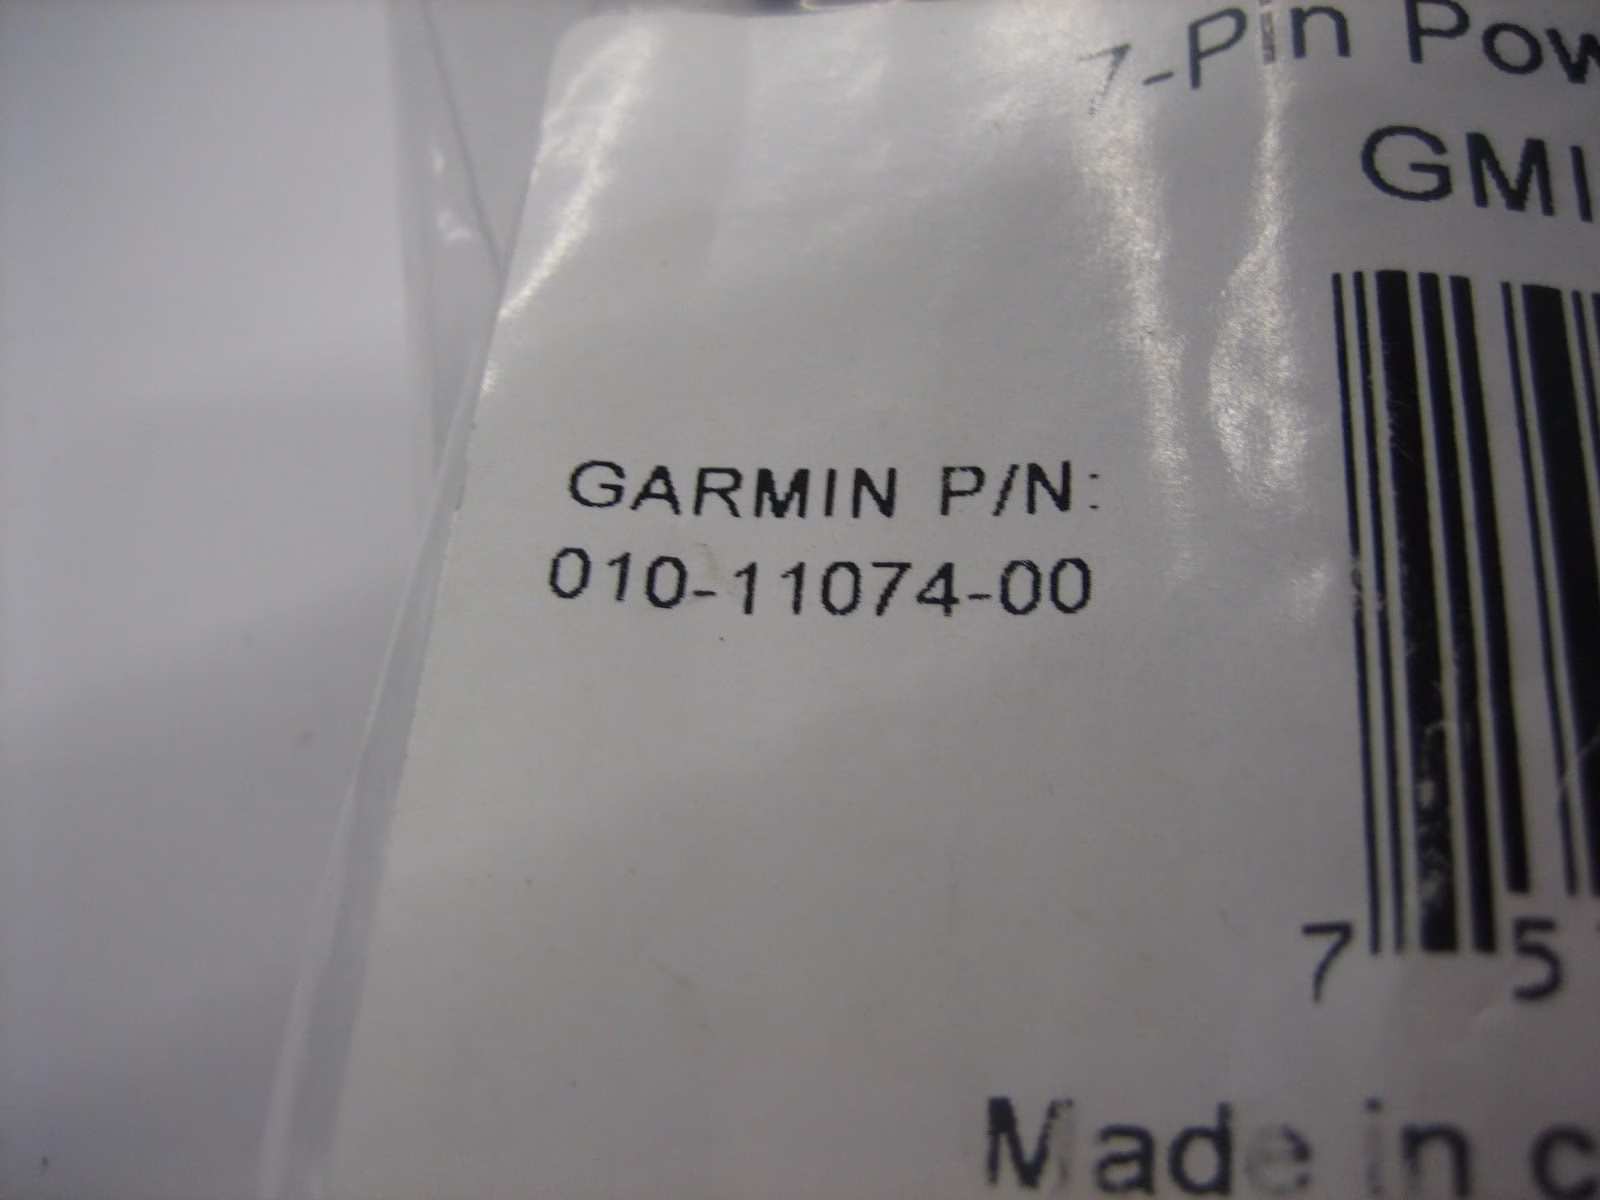 7-Pin Pow
GMI
GARMIN P/N:
010-11074-00
7 5
Made in c